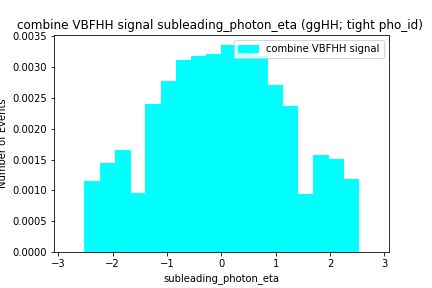 combine VBFHH signal subleading_photon_eta (ggHH; tight pho_id)
combine VBFHH signal
Number of Events
0.0035
0.0030
0.0025
0.0020
0.0015
0.0010
0.0005
0.0000
−3 −2 −1 0 1 2 3
subleading_photon_eta